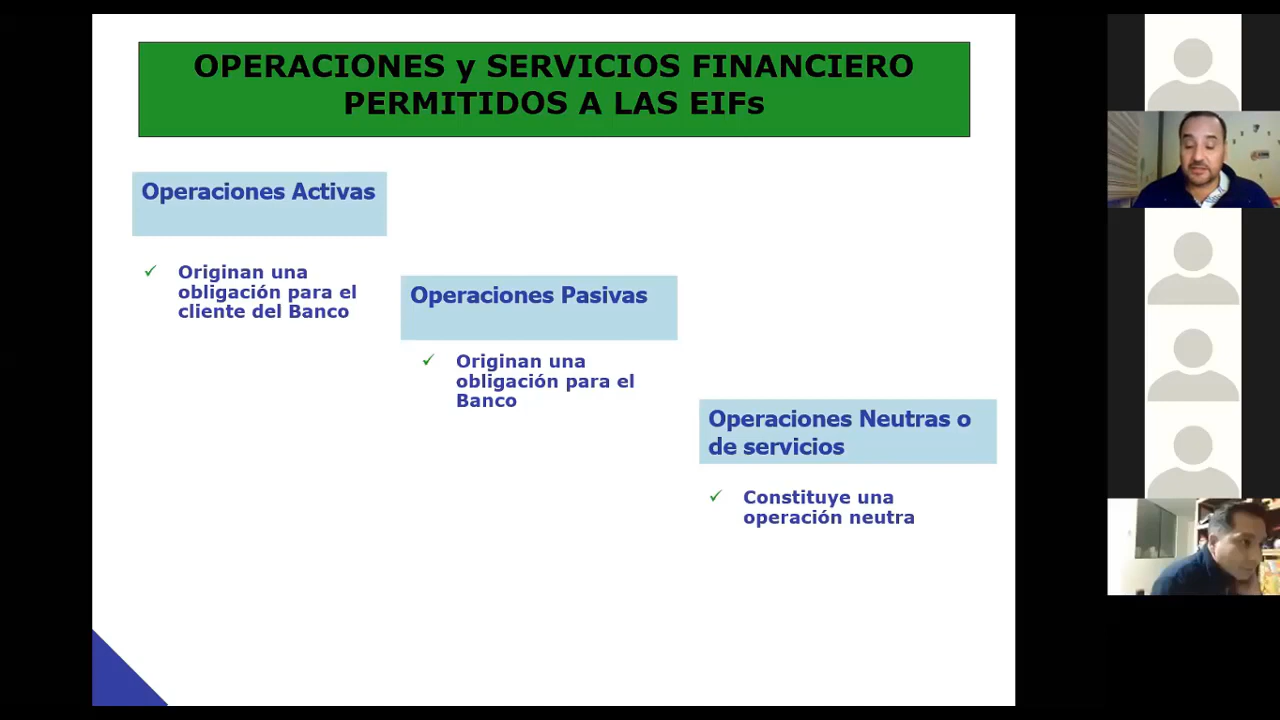 OPERACIONES y SERVICIOS FINANCIERO
PERMITIDOS A LAS EIFs
Operaciones Activas
Originan una
obligación para el
cliente del Banco
Operaciones Pasivas
Originan una
obligación para el
Banco
Operaciones Neutras o
de servicios
Constituye una
operación neutra